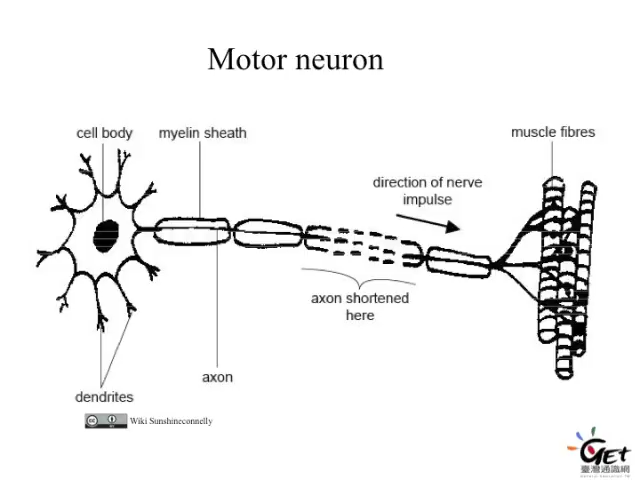 Motor neuron
cell body
myelin sheath
muscle fibres
direction of nerve
impulse
axon shortened
here
axon
dendrites
Wiki Sunshineconnelly
GET
臺灣通識網